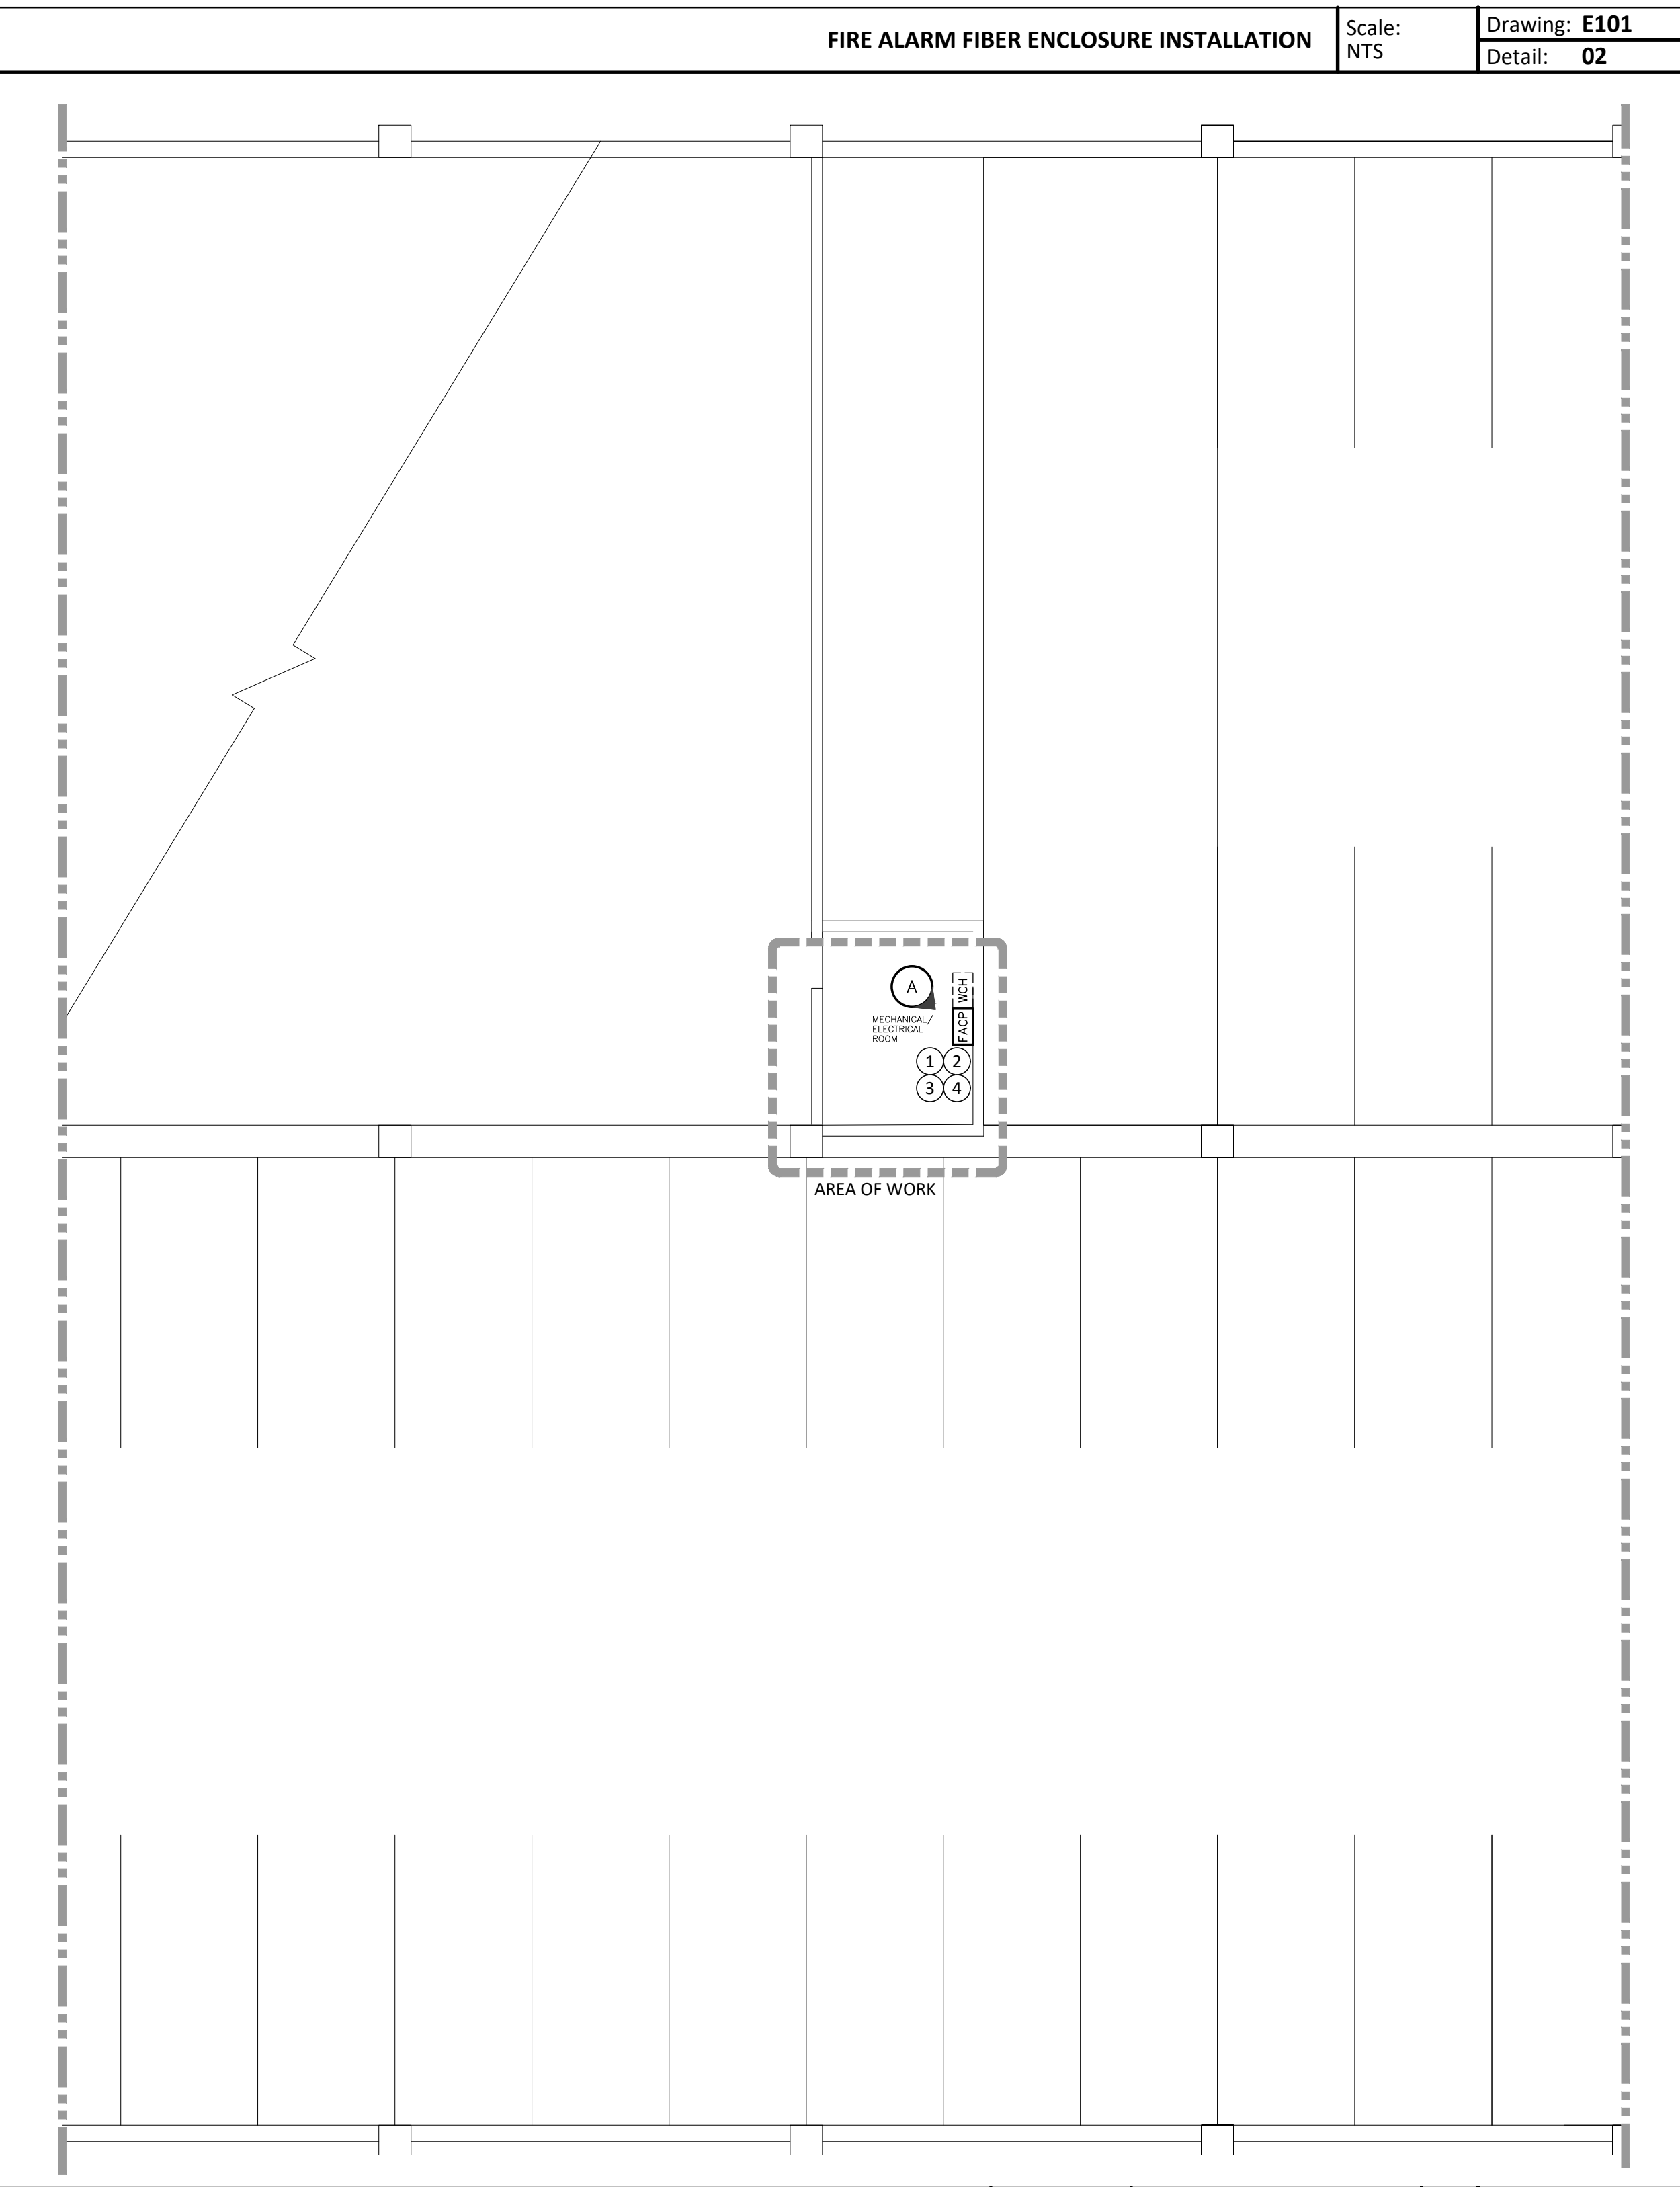 FIRE ALARM FIBER ENCLOSURE INSTALLATION
Scale:
NTS
Drawing: E101
Detail: 02
A
WCH
MECHANICAL/
ELECTRICAL
ROOM
FACP
1 2
3 4
AREA OF WORK